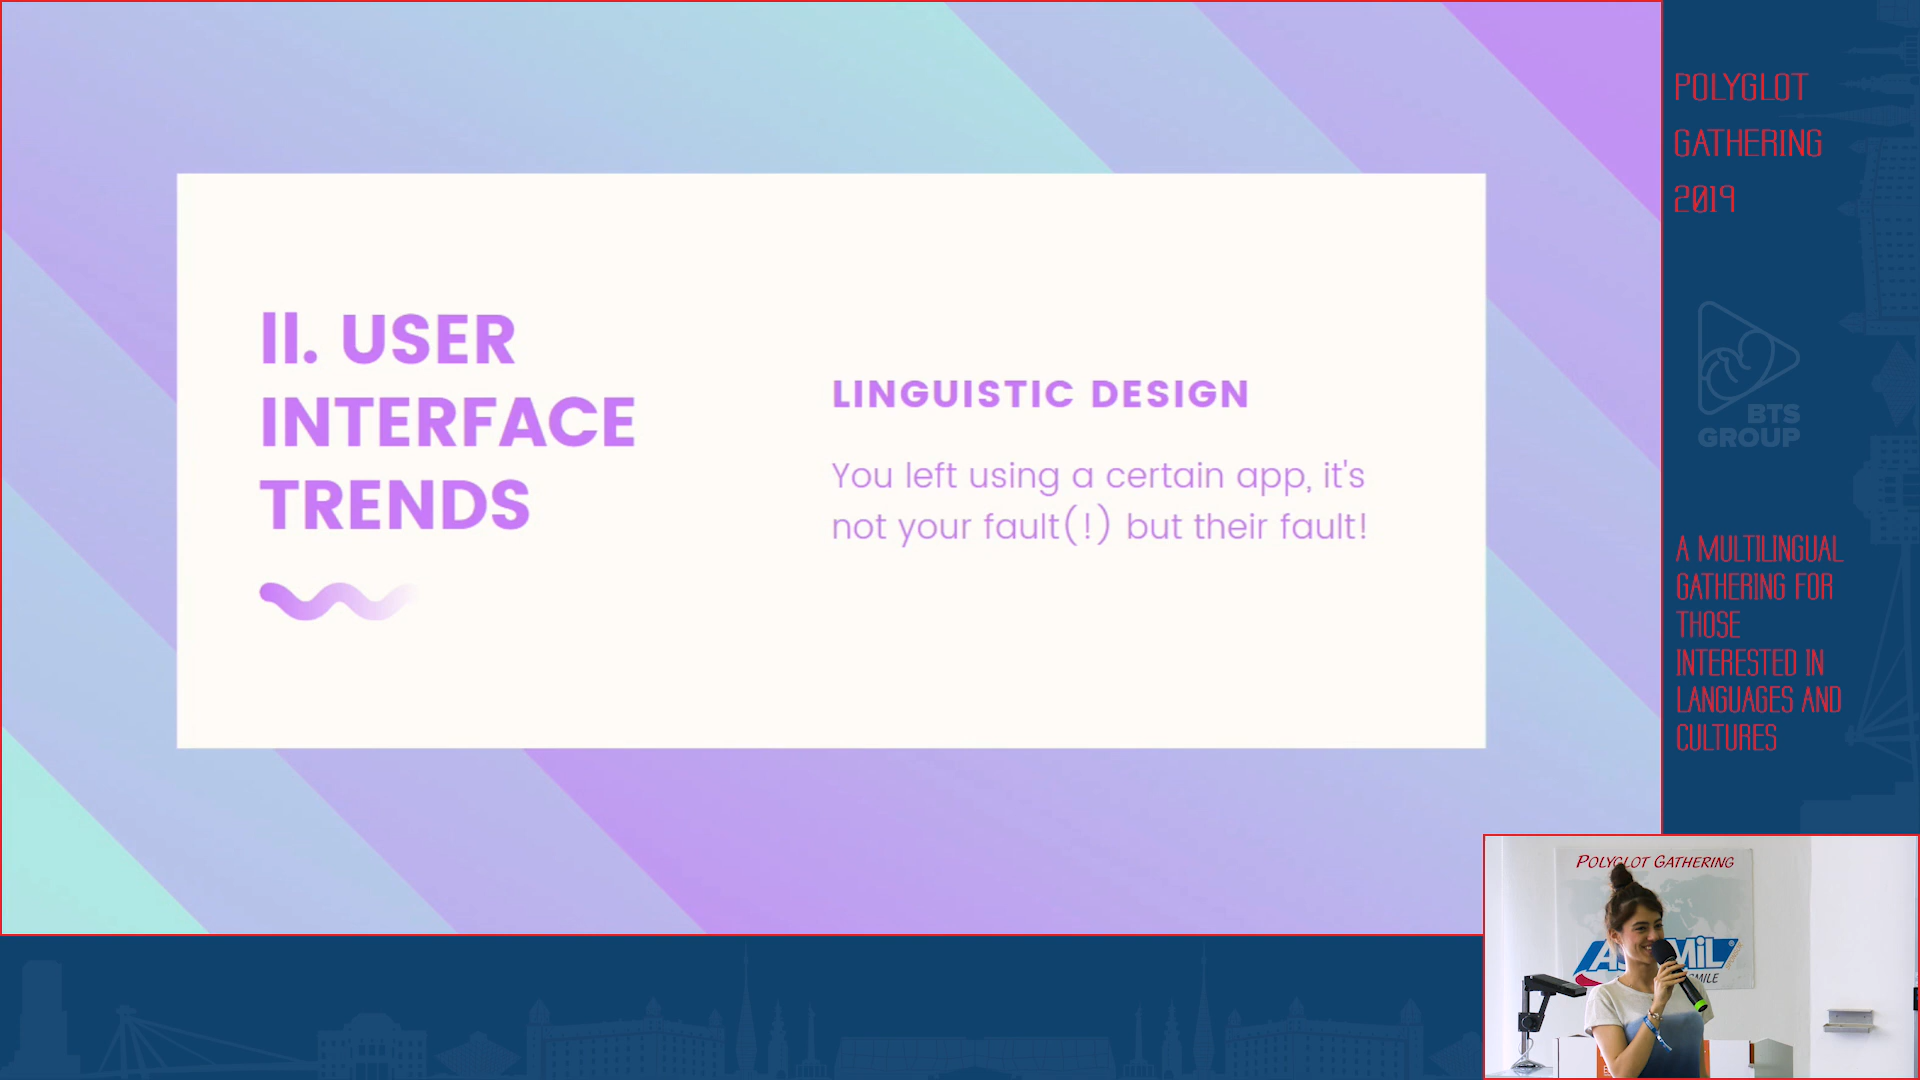 II. USER
INTERFACE
TRENDS
LINGUISTIC DESIGN
You left using a certain app, it's
not your fault(!) but their fault!
POLYGLOT
GATHERING
2019
BTS
GROUP
A MULTILINGUAL
GATHERING FOR
THOSE
INTERESTED IN
LANGUAGES AND
CULTURES
POLYGLOT GATHERING